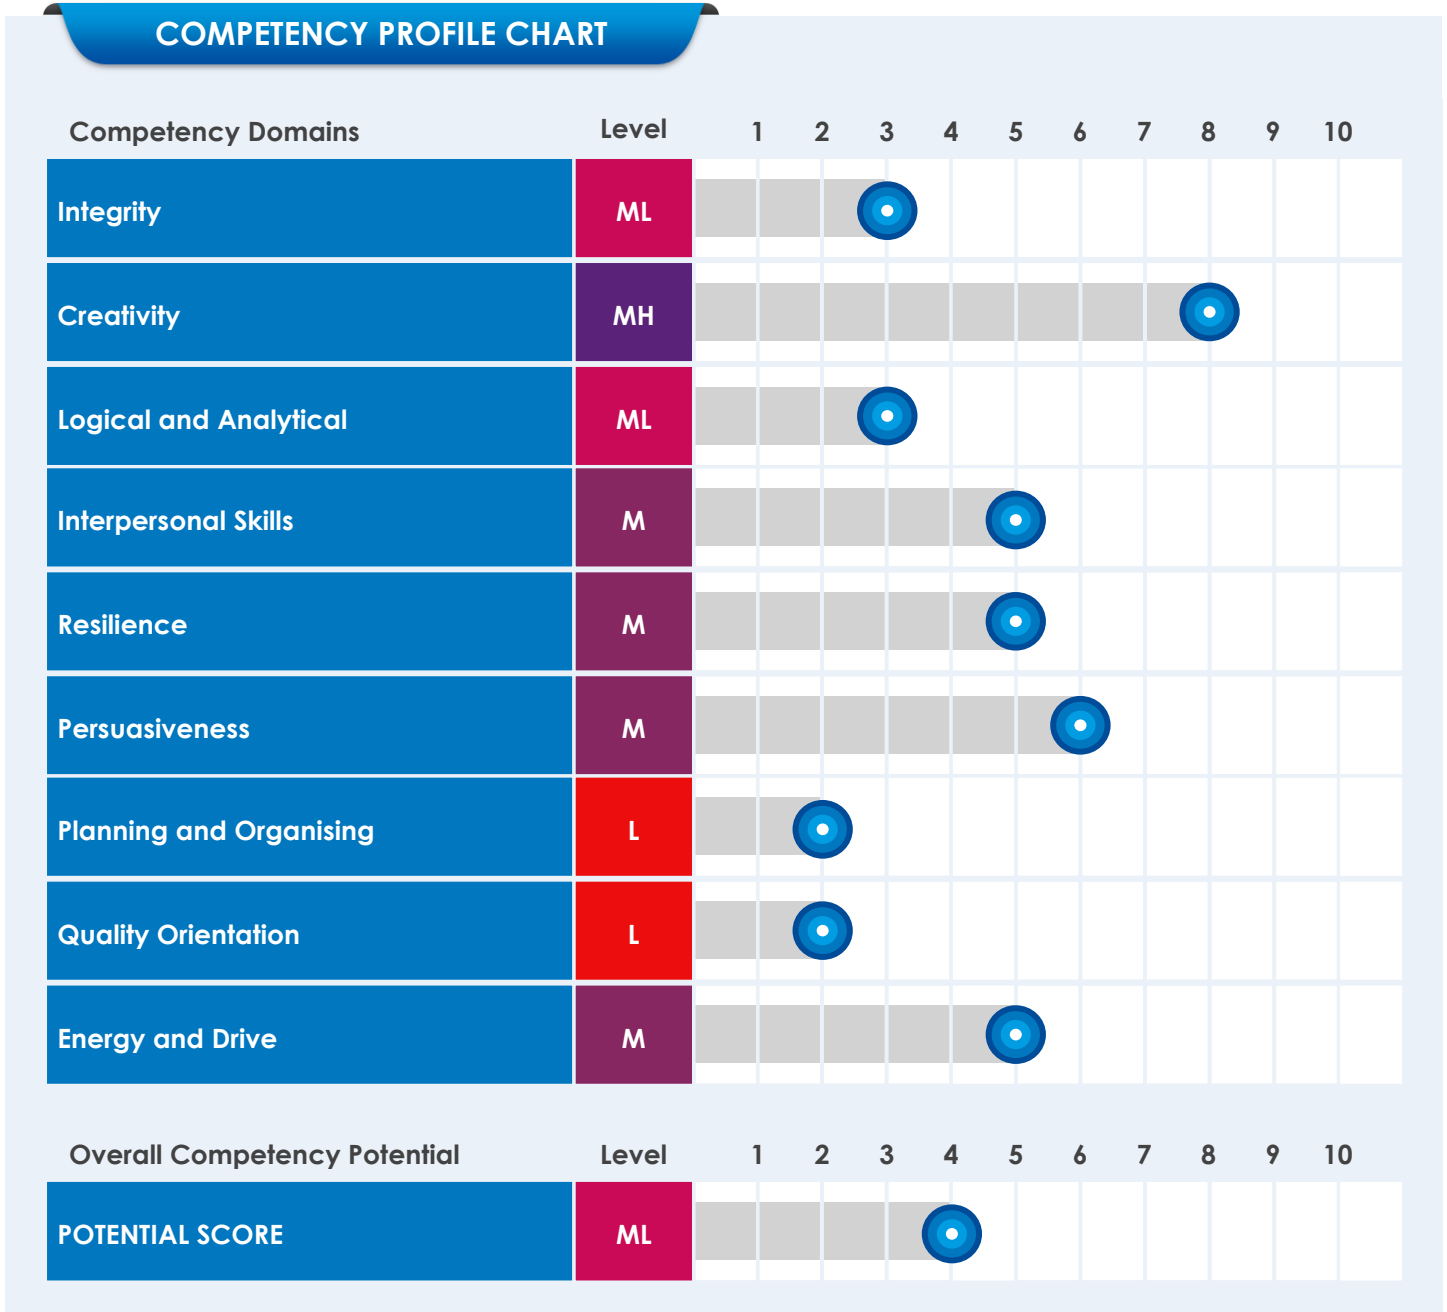 COMPETENCY PROFILE CHART
Competency Domains Level 1 2 3 4 5 6 7 8 9 10
Integrity ML
Creativity MH
Logical and Analytical ML
Interpersonal Skills M
Resilience M
Persuasiveness M
Planning and Organising L
Quality Orientation L
Energy and Drive M
Overall Competency Potential Level 1 2 3 4 5 6 7 8 9 10
POTENTIAL SCORE ML